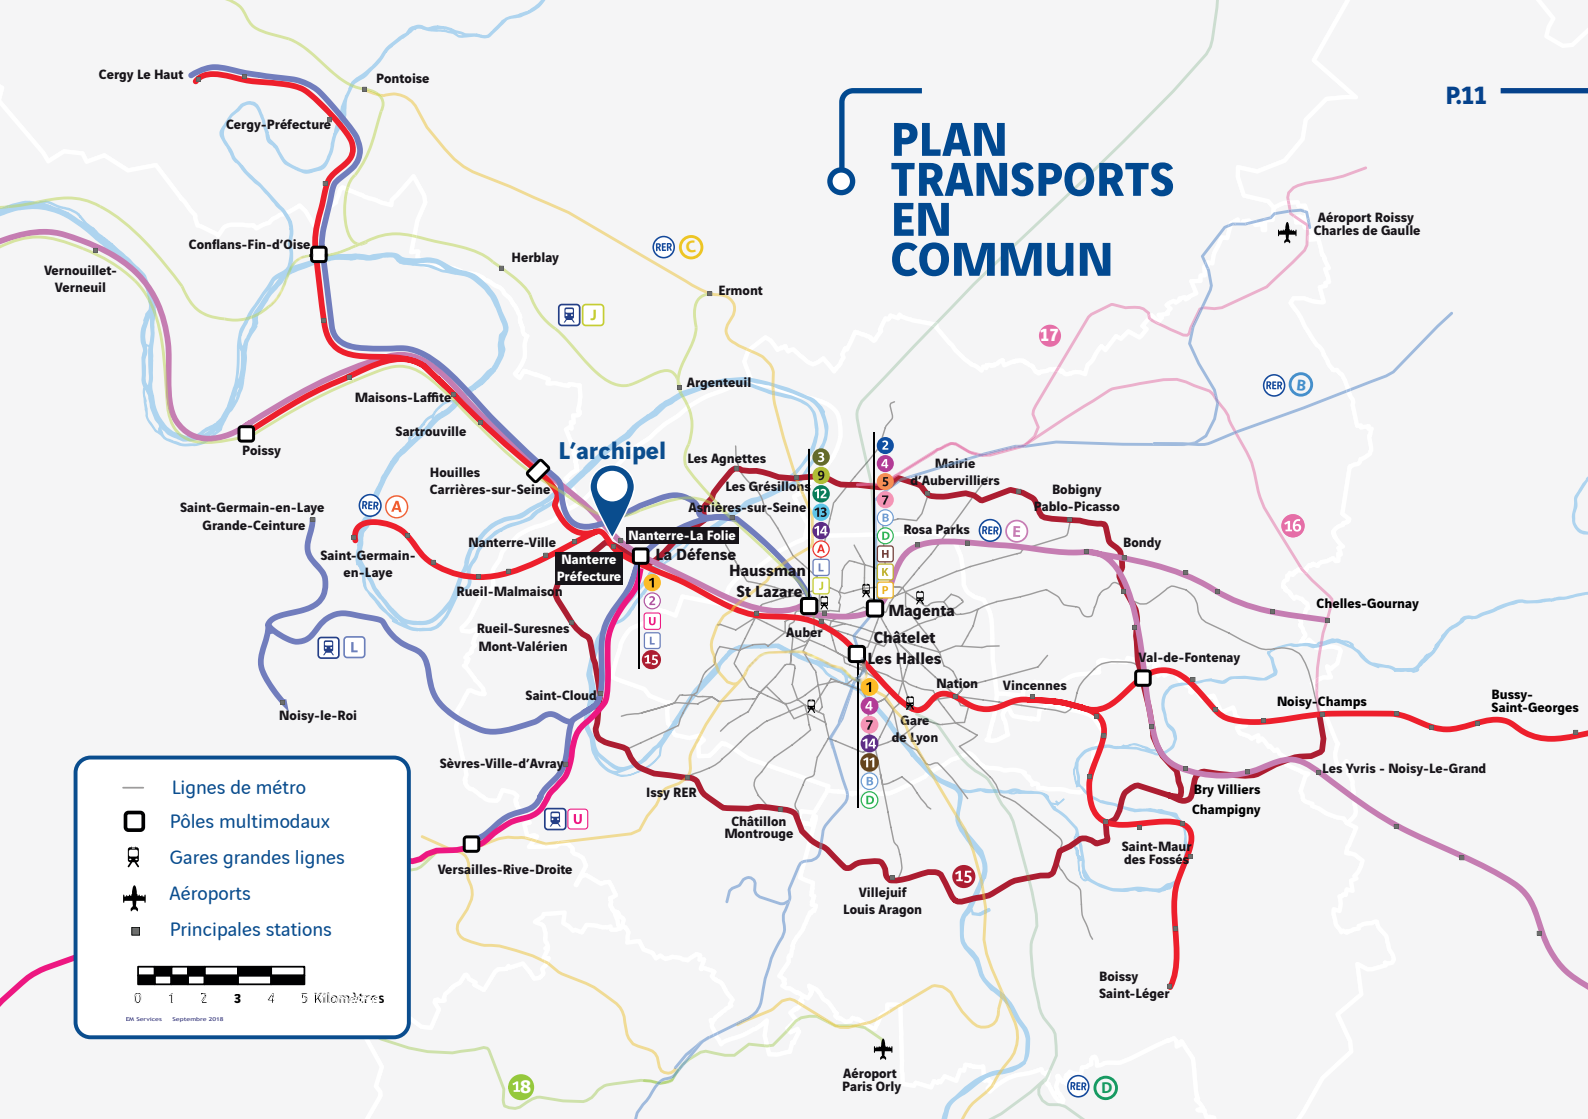 P.11
PLAN
TRANSPORTS
EN
COMMUN
Cergy Le Haut
Pontoise
Cergy-Préfecture
Conflans-Fin-d'Oise
Herblay
RER C
Vernouillet-
Verneuil
Ermont
J
Aéroport Roissy
Charles de Gaulle
17
Argenteuil
RER B
Maisons-Laffite
Sartrouville
Poissy
L'archipel
Houilles
Carrières-sur-Seine
Les Agnettes
Les Grésillons
Asnières-sur-Seine
3
9
12
13
14
A
L
J
2
4
5
7
B
D
H
K
P
Mairie
d'Aubervilliers
Bobigny
Pablo-Picasso
Saint-Germain-en-Laye
Grande-Ceinture
RER A
Saint-Germain-
en-Laye
Nanterre-Ville
Nanterre-La Folie
La Défense
Nanterre
Préfecture
Rueil-Malmaison
Rosa Parks
RER E
16
Bondy
Haussman
St Lazare
Magenta
Chelles-Gournay
1
2
U
L
15
Auber
Châtelet
Les Halles
Rueil-Suresnes
Mont-Valérien
L
Val-de-Fontenay
Saint-Cloud
Nation
Vincennes
1
4
7
14
11
B
D
Gare
de Lyon
Noisy-Champs
Bussy-
Saint-Georges
Noisy-le-Roi
Sèvres-Ville-d'Avray
Issy RER
Les Yvris - Noisy-Le-Grand
Bry Villiers
Champigny
U
Châtillon
Montrouge
Saint-Maur
des Fossés
Versailles-Rive-Droite
15
Villejuif
Louis Aragon
Boissy
Saint-Léger
Lignes de métro
Pôles multimodaux
Gares grandes lignes
Aéroports
Principales stations
0 1 2 3 4 5 Kilomètres
EM Services Septembre 2018
18
Aéroport
Paris Orly
RER D